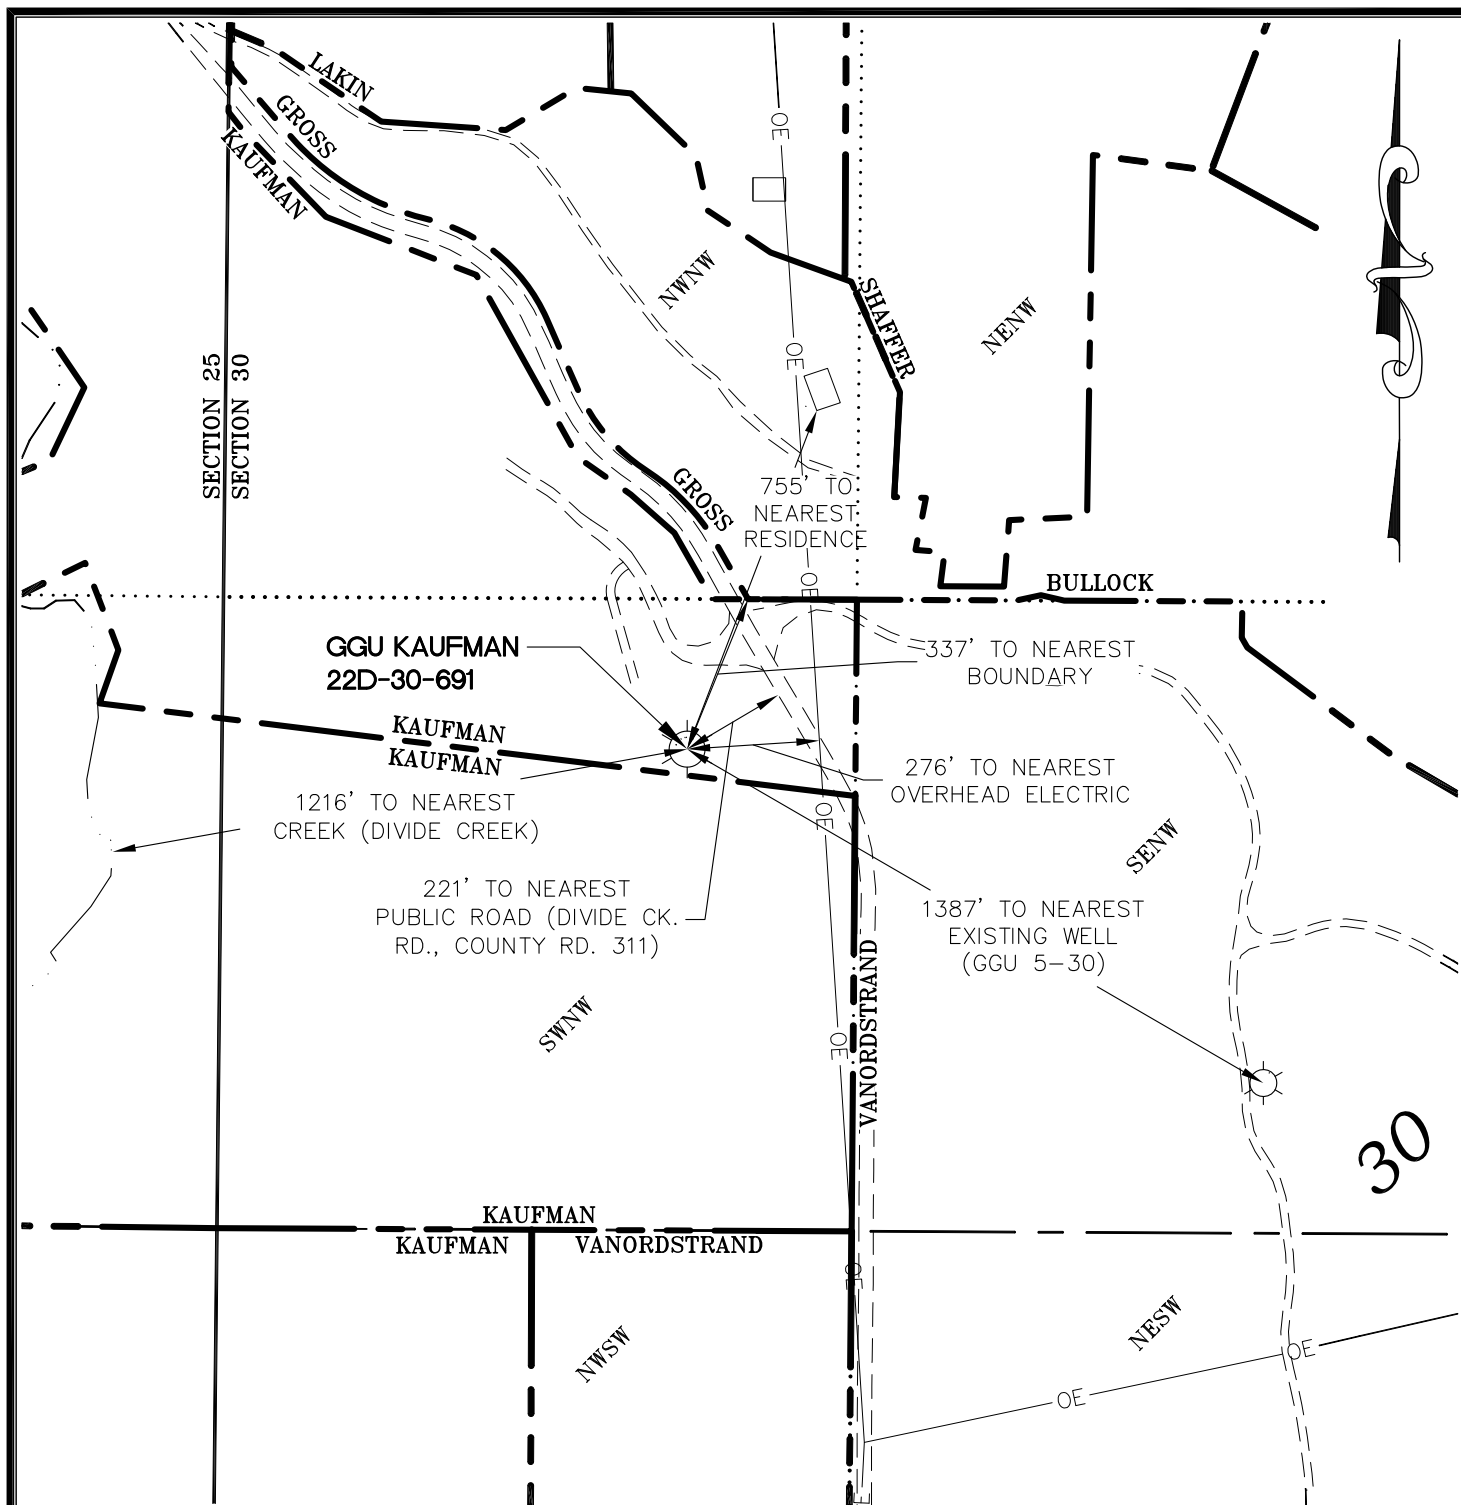 LAKIN
GROSS
KAUFMAN
OE
NWNW
SHAFFER
NENW
OE
SECTION 25
SECTION 30
GROSS
755' TO
NEAREST
RESIDENCE
OE
BULLOCK
GGU KAUFMAN
22D-30-691
337' TO NEAREST
BOUNDARY
KAUFMAN
KAUFMAN
276' TO NEAREST
OVERHEAD ELECTRIC
1216' TO NEAREST
CREEK (DIVIDE CREEK)
OE
SENW
221' TO NEAREST
PUBLIC ROAD (DIVIDE CK.
RD., COUNTY RD. 311)
1387' TO NEAREST
EXISTING WELL
(GGU 5-30)
VANORDSTRAND
SWNW
OE
30
KAUFMAN
KAUFMAN
VANORDSTRAND
OE
NWSW
NESW
OE
OE